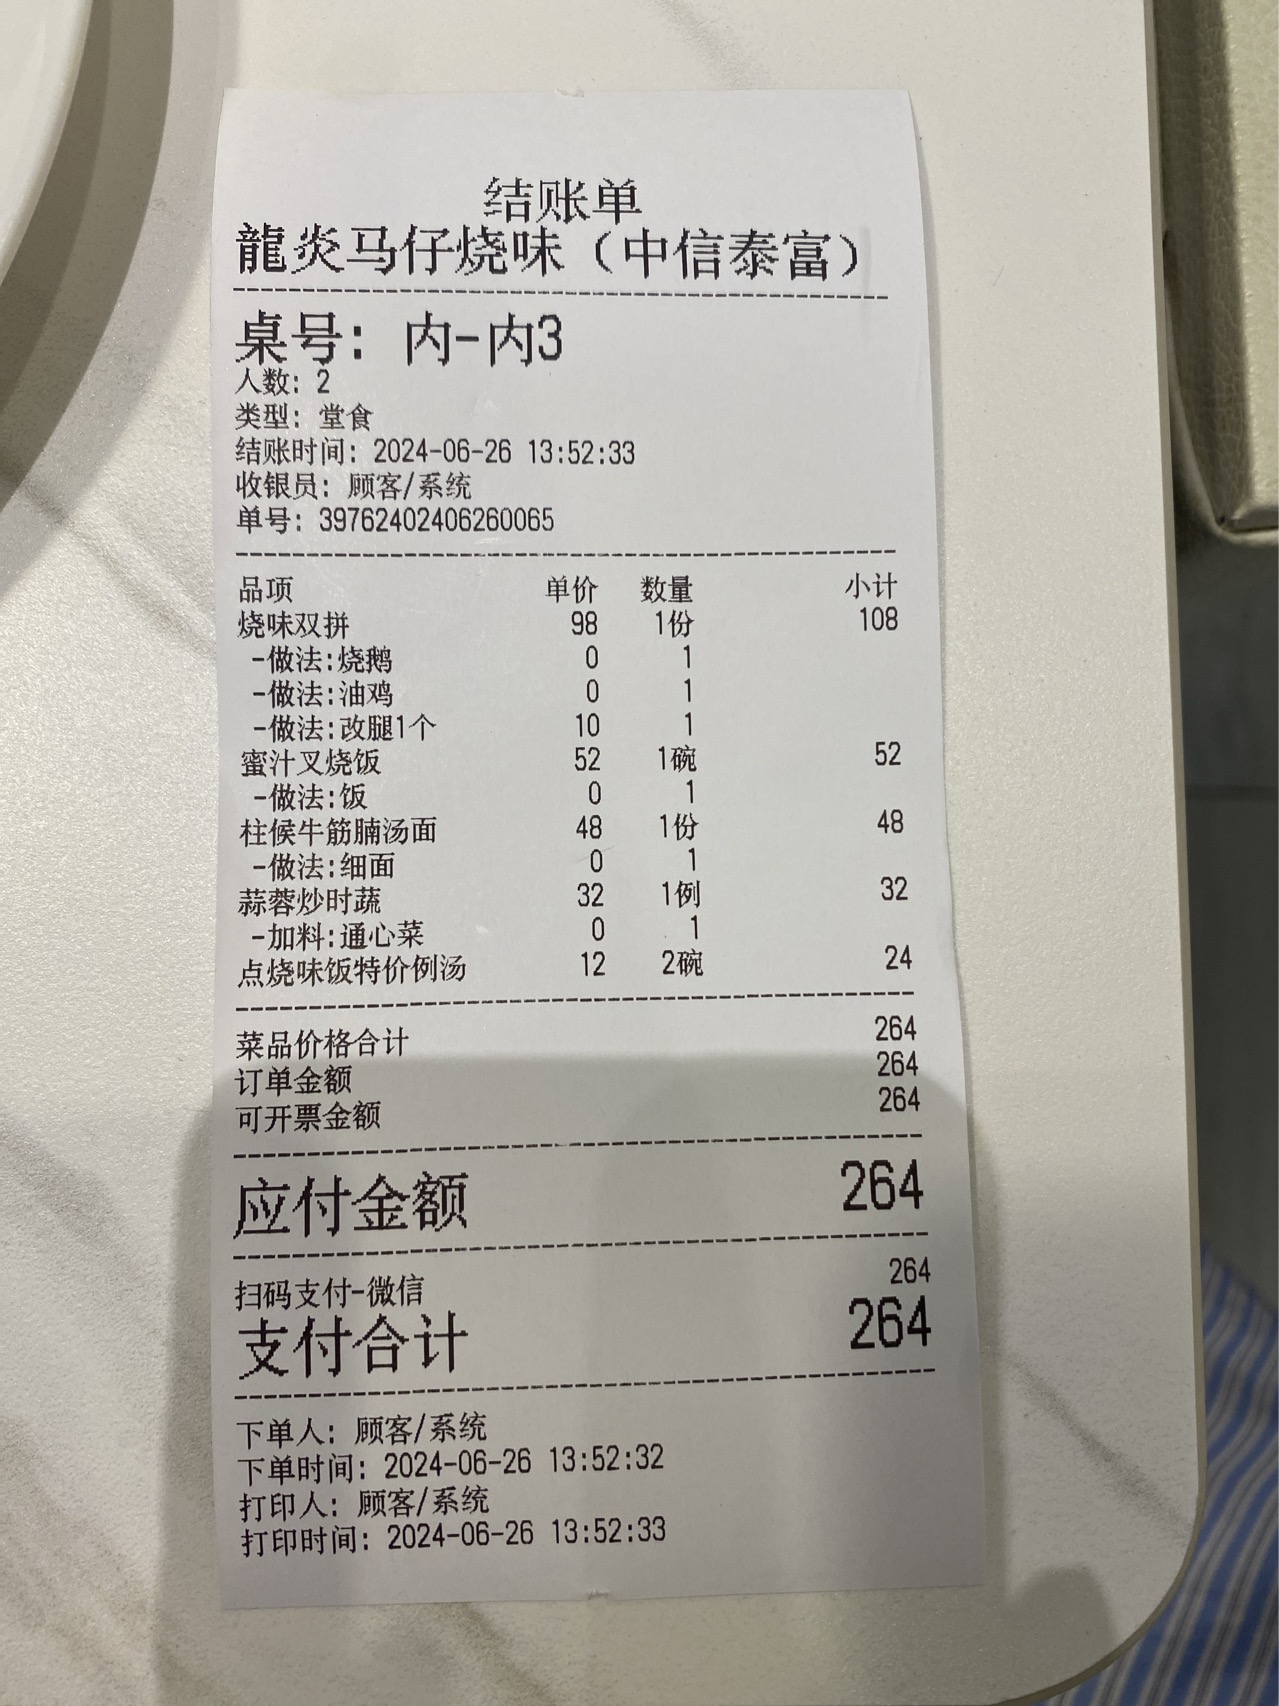 结账单
龍炎马仔烧味（中信泰富）
桌号：内-内3
人数：2
类型：堂食
结账时间：2024-06-26 13:52:33
收银员：顾客/系统
单号：39762402406260065
品项 单价 数量 小计
烧味双拼 98 1份 108
-做法:烧鹅 0 1
-做法:油鸡 0 1
-做法:改腿1个 10 1
蜜汁叉烧饭 52 1碗 52
-做法:饭 0 1
柱候牛筋腩汤面 48 1份 48
-做法:细面 0 1
蒜蓉炒时蔬 32 1例 32
-加料:通心菜 0 1
点烧味饭特价例汤 12 2碗 24
菜品价格合计 264
订单金额 264
可开票金额 264
应付金额 264
扫码支付-微信 264
支付合计 264
下单人：顾客/系统
下单时间：2024-06-26 13:52:32
打印人：顾客/系统
打印时间：2024-06-26 13:52:33